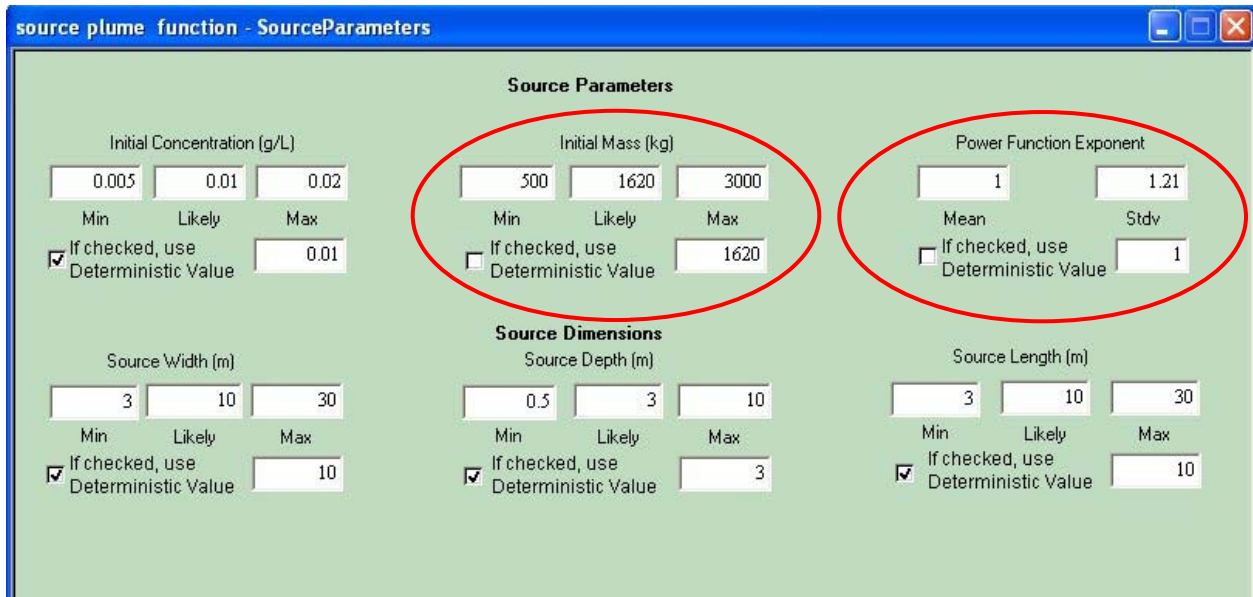 source plume function - SourceParameters
Source Parameters
Initial Concentration (g/L)
0.005 0.01 0.02
Min Likely Max
If checked, use
Deterministic Value
0.01
Initial Mass (kg)
500 1620 3000
Min Likely Max
If checked, use
Deterministic Value
1620
Power Function Exponent
1 1.21
Mean Stdv
If checked, use
Deterministic Value
1
Source Dimensions
Source Width (m)
3 10 30
Min Likely Max
If checked, use
Deterministic Value
10
Source Depth (m)
0.5 3 10
Min Likely Max
If checked, use
Deterministic Value
3
Source Length (m)
3 10 30
Min Likely Max
If checked, use
Deterministic Value
10